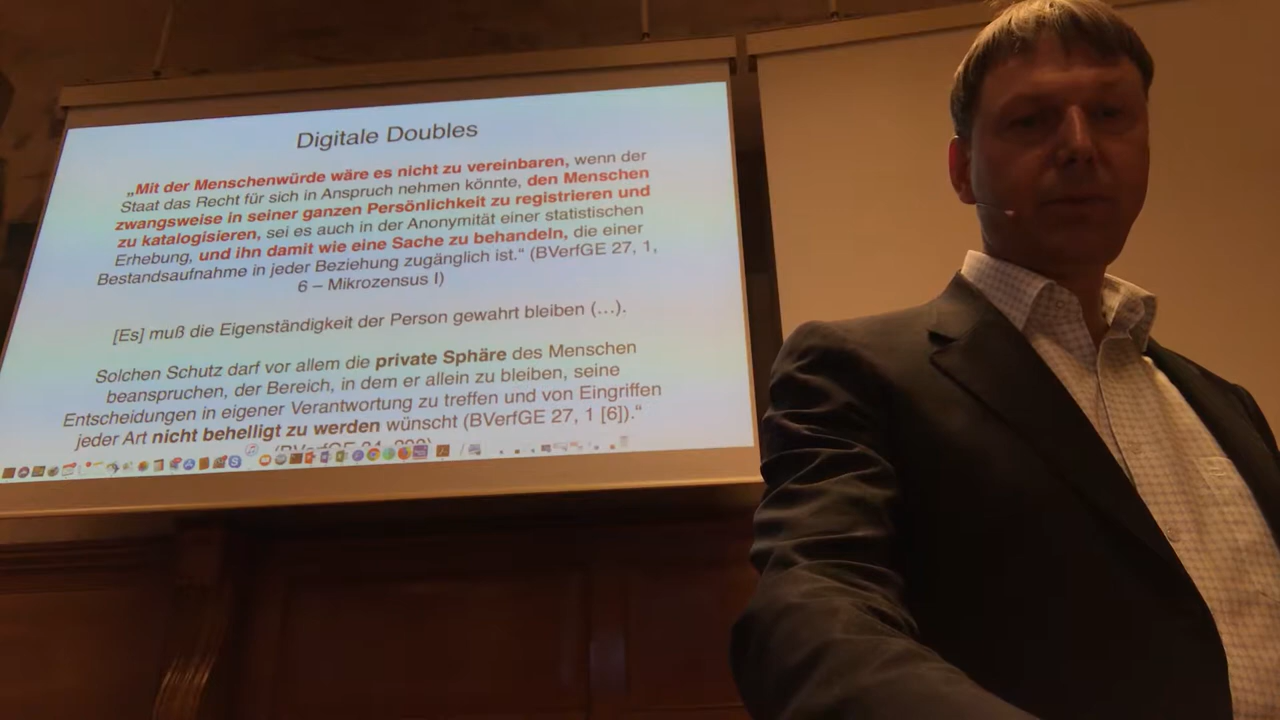 Digitale Doubles
„Mit der Menschenwürde wäre es nicht zu vereinbaren, wenn der
Staat das Recht für sich in Anspruch nehmen könnte, den Menschen
zwangsweise in seiner ganzen Persönlichkeit zu registrieren und
zu katalogisieren, sei es auch in der Anonymität einer statistischen
Erhebung, und ihn damit wie eine Sache zu behandeln, die einer
Bestandsaufnahme in jeder Beziehung zugänglich ist.“ (BVerfGE 27, 1,
6 – Mikrozensus I)
[Es] muß die Eigenständigkeit der Person gewahrt bleiben (…).
Solchen Schutz darf vor allem die private Sphäre des Menschen
beanspruchen, der Bereich, in dem er allein zu bleiben, seine
Entscheidungen in eigener Verantwortung zu treffen und von Eingriffen
jeder Art nicht behelligt zu werden wünscht (BVerfGE 27, 1 [6]).“